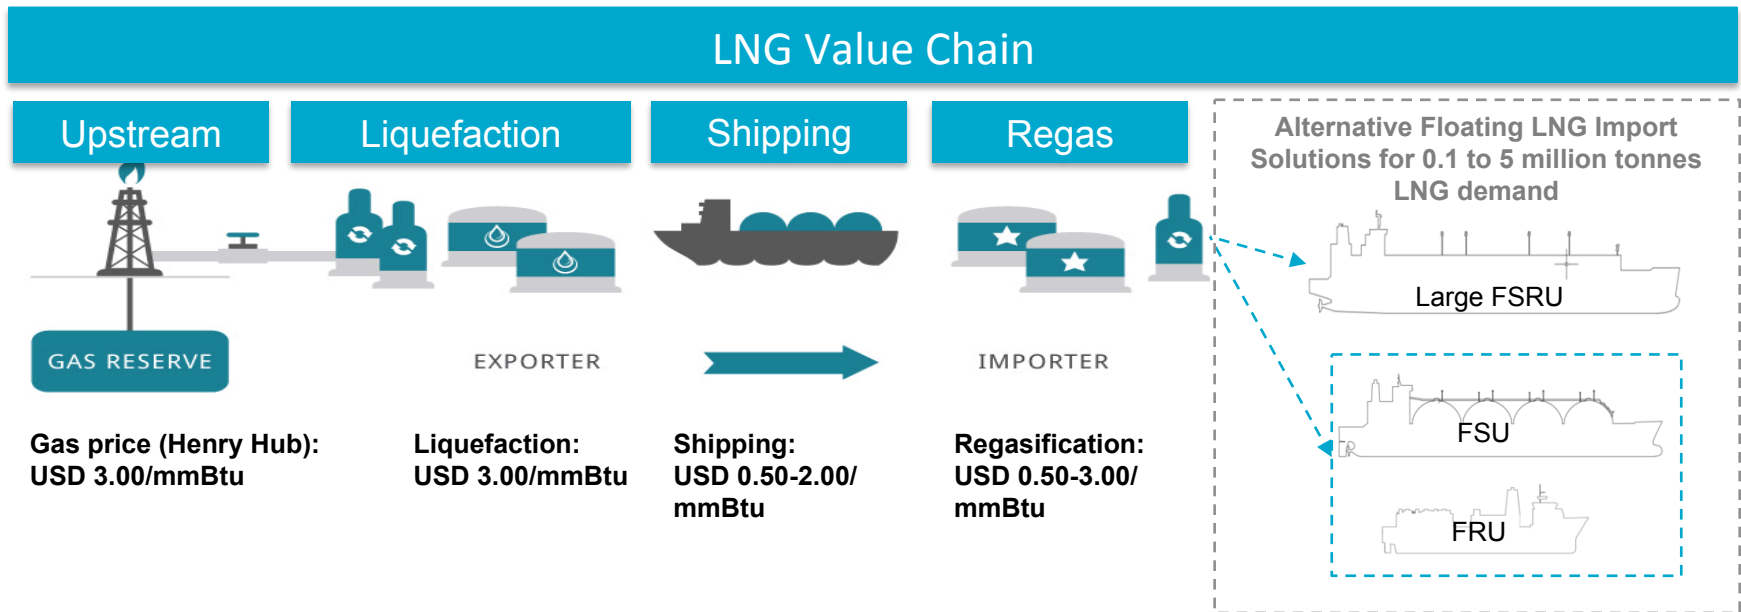 LNG Value Chain
Upstream
Liquefaction
Shipping
Regas
Alternative Floating LNG Import
Solutions for 0.1 to 5 million tonnes
LNG demand
Large FSRU
GAS RESERVE
EXPORTER
IMPORTER
FSU
FRU
Gas price (Henry Hub):
USD 3.00/mmBtu
Liquefaction:
USD 3.00/mmBtu
Shipping:
USD 0.50-2.00/
mmBtu
Regasification:
USD 0.50-3.00/
mmBtu